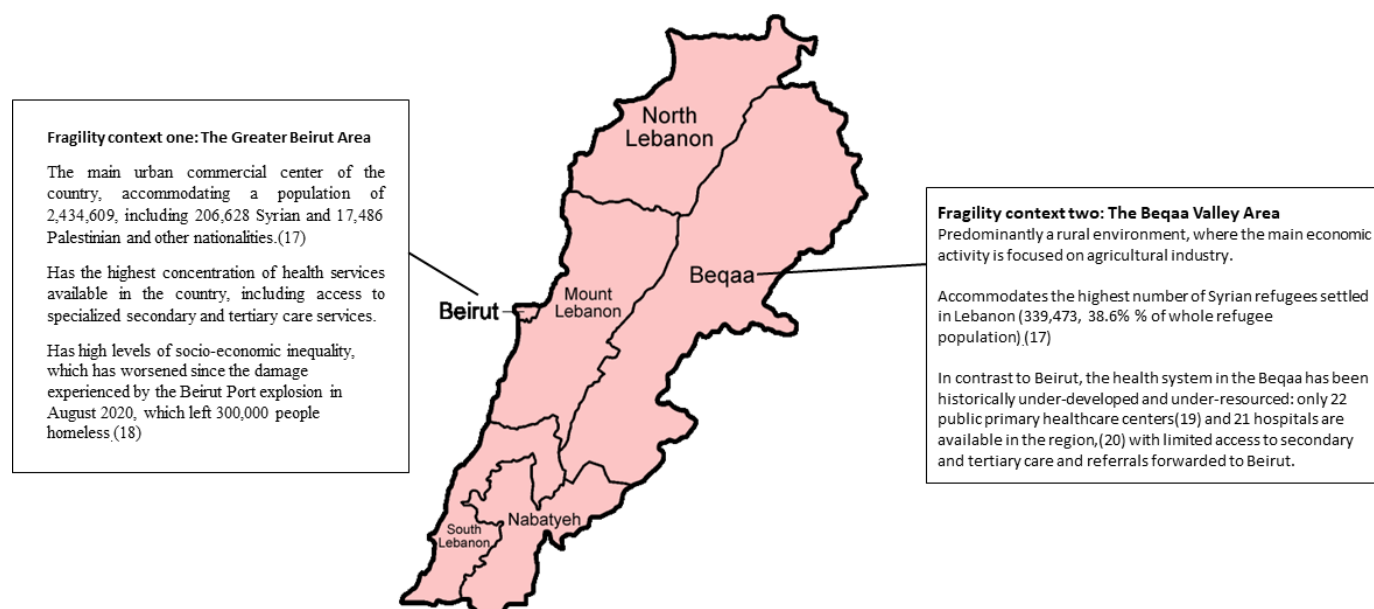 Fragility context one: The Greater Beirut Area
The main urban commercial center of the
country, accommodating a population of
2,434,609, including 206,628 Syrian and 17,486
Palestinian and other nationalities.(17)
Has the highest concentration of health services
available in the country, including access to
specialized secondary and tertiary care services.
Has high levels of socio-economic inequality,
which has worsened since the damage
experienced by the Beirut Port explosion in
August 2020, which left 300,000 people
homeless.(18)
North
Lebanon
Beqaa
Mount
Lebanon
Beirut
Nabatyeh
South
Lebanon
Fragility context two: The Beqaa Valley Area
Predominantly a rural environment, where the main economic
activity is focused on agricultural industry.
Accommodates the highest number of Syrian refugees settled
in Lebanon (339,473, 38.6% % of whole refugee
population).(17)
In contrast to Beirut, the health system in the Beqaa has been
historically under-developed and under-resourced: only 22
public primary healthcare centers(19) and 21 hospitals are
available in the region,(20) with limited access to secondary
and tertiary care and referrals forwarded to Beirut.